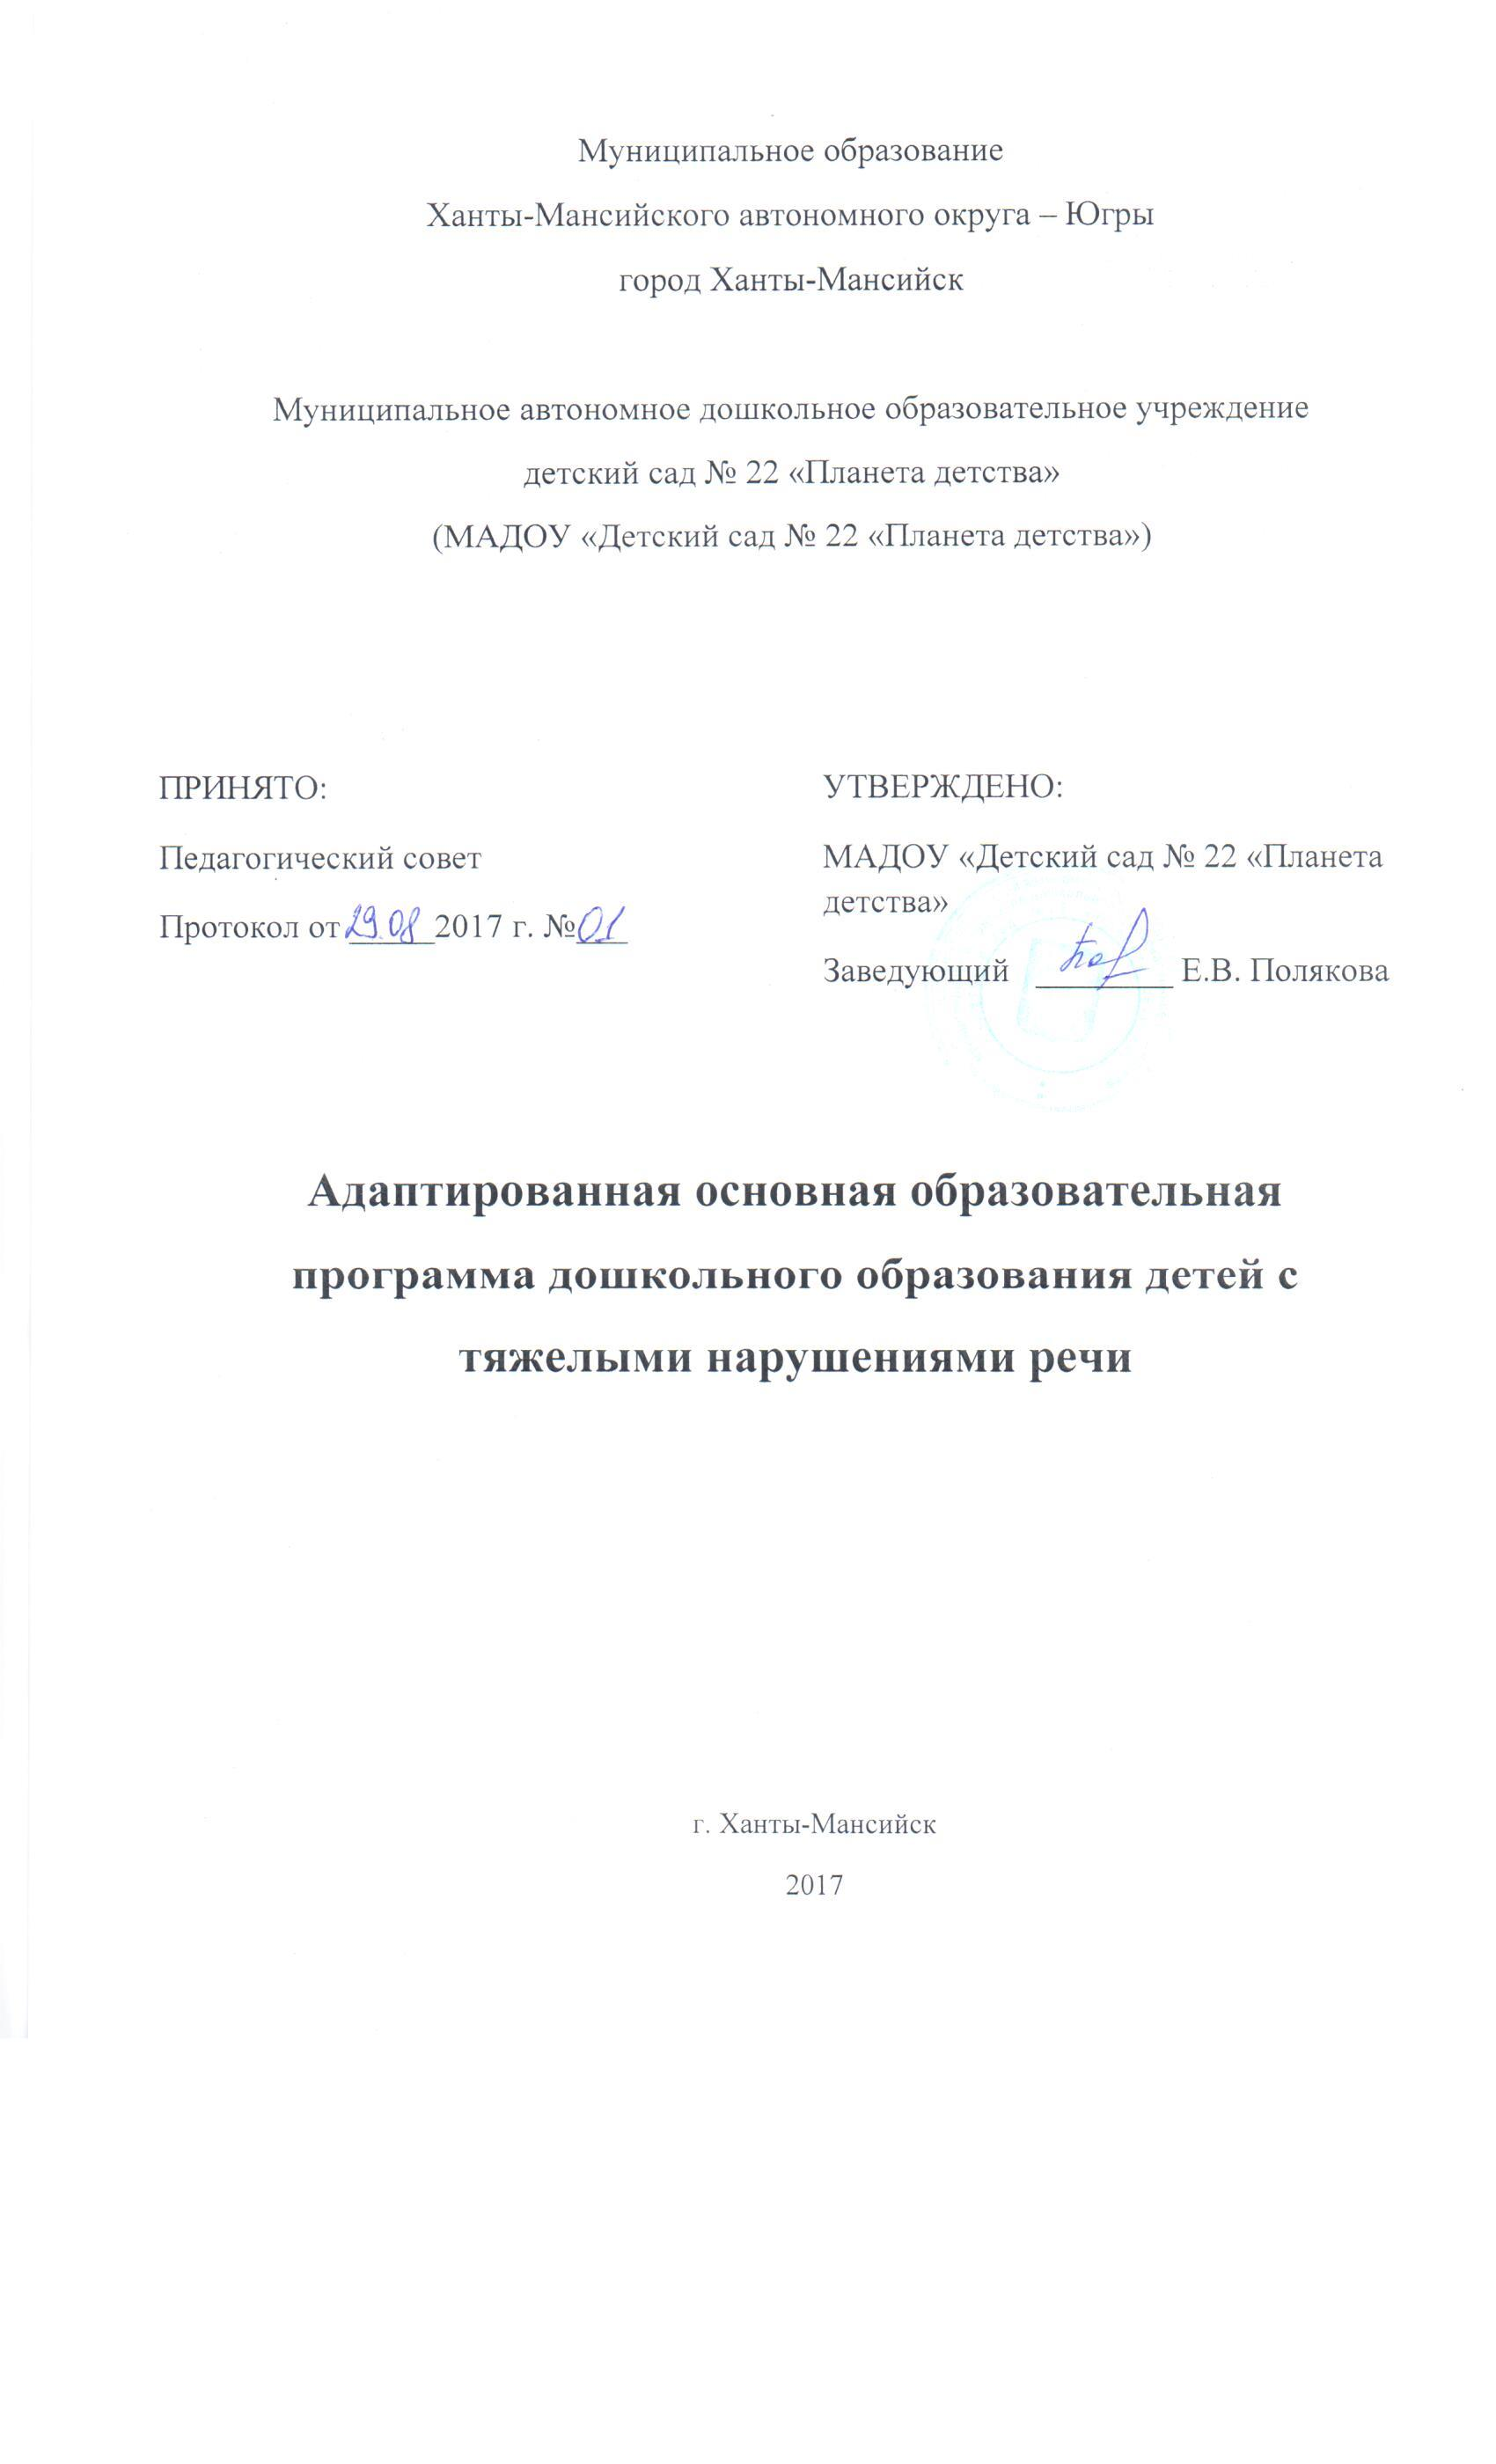 Муниципальное образование
Ханты-Мансийского автономного округа – Югры
город Ханты-Мансийск
Муниципальное автономное дошкольное образовательное учреждение
детский сад № 22 «Планета детства»
(МАДОУ «Детский сад № 22 «Планета детства»)
ПРИНЯТО:
Педагогический совет
Протокол от 29.08 2017 г. № 01
УТВЕРЖДЕНО:
МАДОУ «Детский сад № 22 «Планета
детства»
Заведующий Е.В. Полякова
Адаптированная основная образовательная
программа дошкольного образования детей с
тяжелыми нарушениями речи
г. Ханты-Мансийск
2017